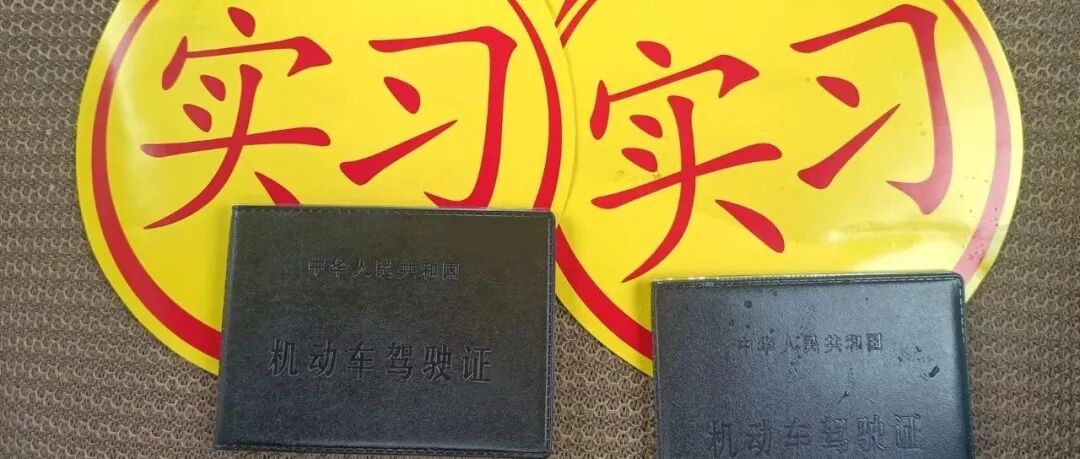 实习
实习
中华人民共和国
机动车驾驶证
中华人民共和国
机动车驾驶证